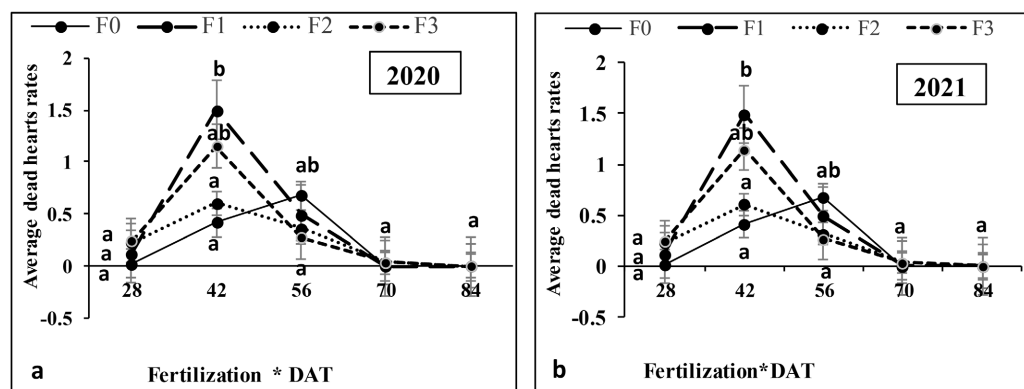 F0 F1 F2 F3
2020
Average dead hearts rates
2
1.5
1
0.5
0
-0.5
28 42 56 70 84
b
ab
a
a
ab
a
a
a
a
a
a
Fertilization * DAT
a
F0 F1 F2 F3
2021
Average dead hearts rates
2
1.5
1
0.5
0
-0.5
28 42 56 70 84
b
ab
a
a
ab
a
a
a
a
a
a
Fertilization*DAT
b